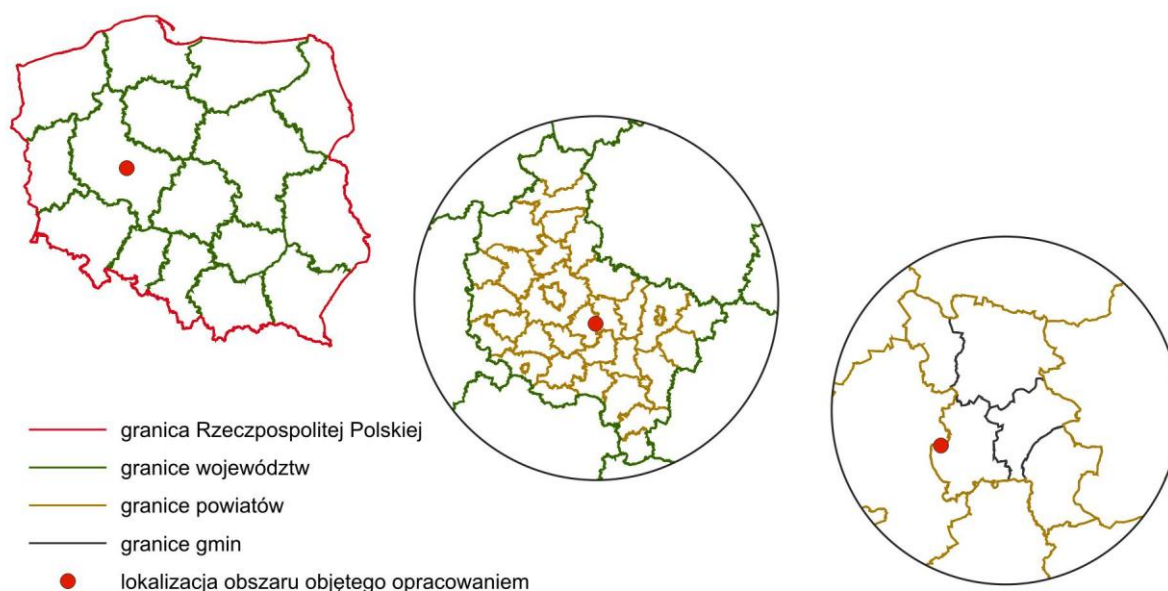 granica Rzeczpospolitej Polskiej
granice województw
granice powiatów
granice gmin
lokalizacja obszaru objętego opracowaniem